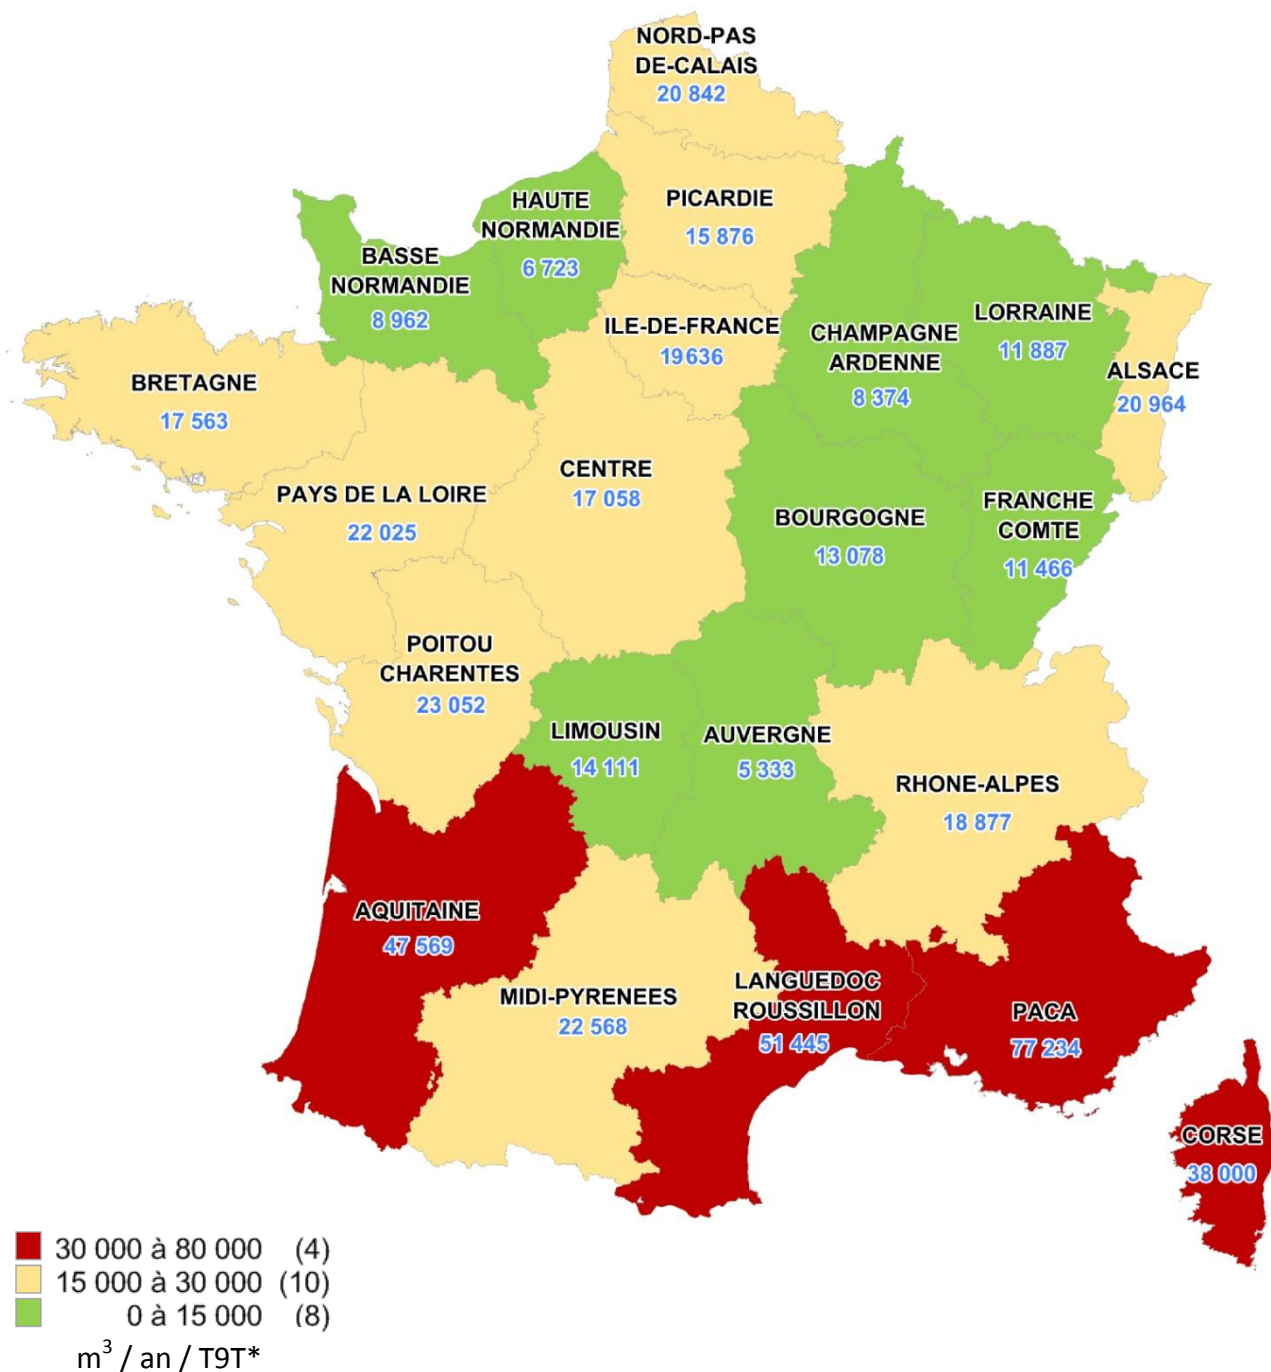 NORD-PAS
DE-CALAIS
20 842
PICARDIE
15 876
HAUTE
NORMANDIE
6 723
BASSE
NORMANDIE
8 962
ILE-DE-FRANCE
19 636
CHAMPAGNE
ARDENNE
8 374
LORRAINE
11 887
ALSACE
20 964
BRETAGNE
17 563
PAYS DE LA LOIRE
22 025
CENTRE
17 058
BOURGOGNE
13 078
FRANCHE
COMTE
11 466
POITOU
CHARENTES
23 052
LIMOUSIN
14 111
AUVERGNE
5 333
RHONE-ALPES
18 877
AQUITAINE
47 569
MIDI-PYRENEES
22 568
LANGUEDOC
ROUSSILLON
51 445
PACA
77 234
CORSE
38 000
30 000 à 80 000 (4)
15 000 à 30 000 (10)
0 à 15 000 (8)
m³ / an / T9T*